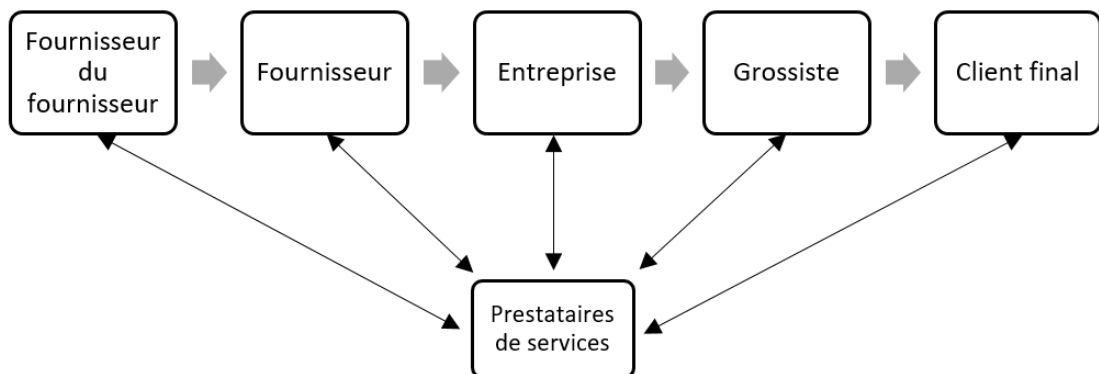 Fournisseur
du
fournisseur
Fournisseur
Entreprise
Grossiste
Client final
Prestataires
de services